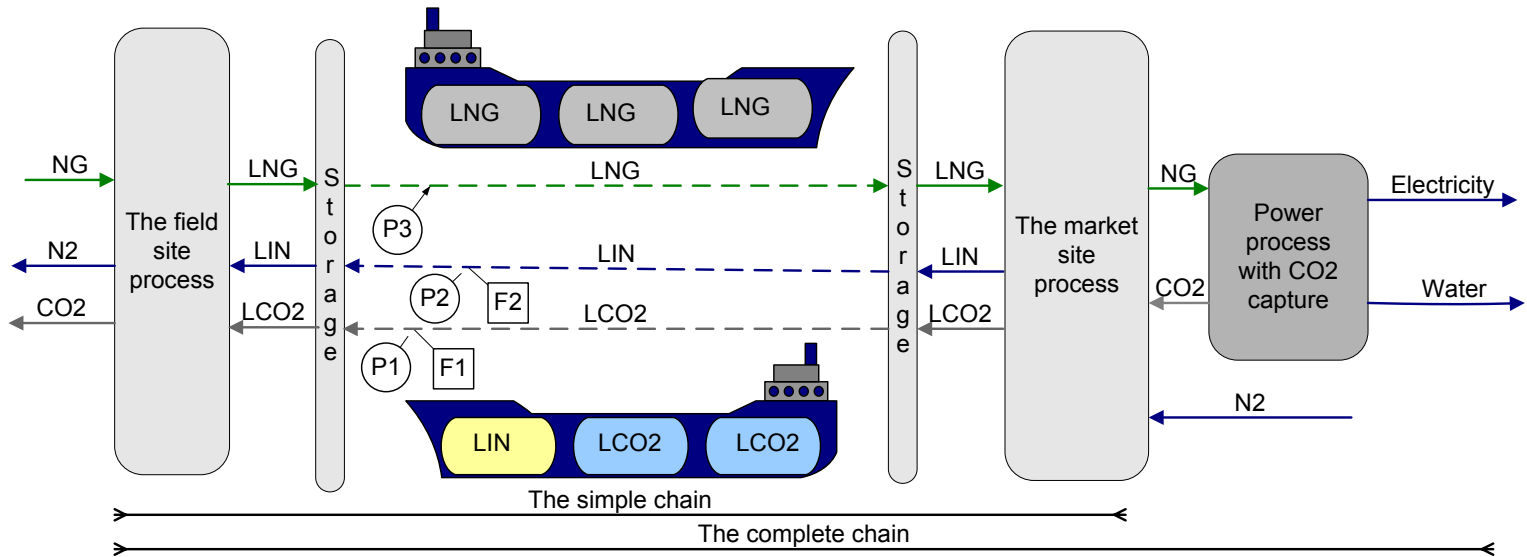 LNG
LNG
LNG
NG
LNG
LNG
LNG
NG
Electricity
The field
site
process
S
t
o
r
a
g
e
P3
S
t
o
r
a
g
e
The market
site
process
Power
process
with CO2
capture
N2
LIN
LIN
LIN
P2
F2
CO2
LCO2
LCO2
LCO2
CO2
Water
P1
F1
N2
LIN
LCO2
LCO2
The simple chain
The complete chain